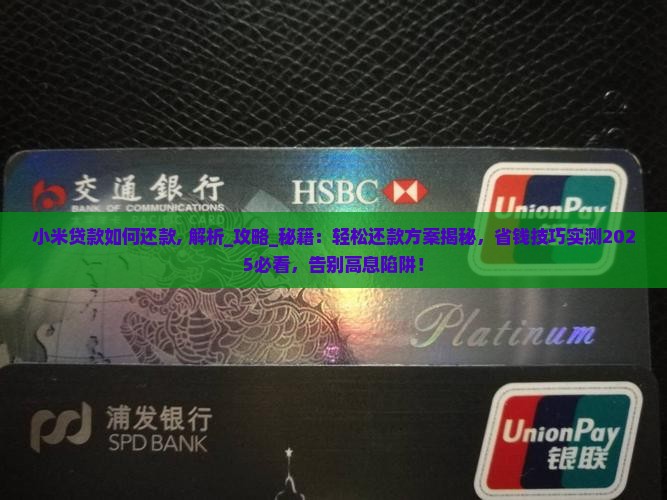 交通銀行 HSBC UnionPay
BANK OF COMMUNICATIONS
CARD
小米贷款如何还款, 解析_攻略_秘籍：轻松还款方案揭秘，省钱技巧实测202
5必看，告别高息陷阱！
Platinum
浦发银行
SPD BANK
UnionPay
银联